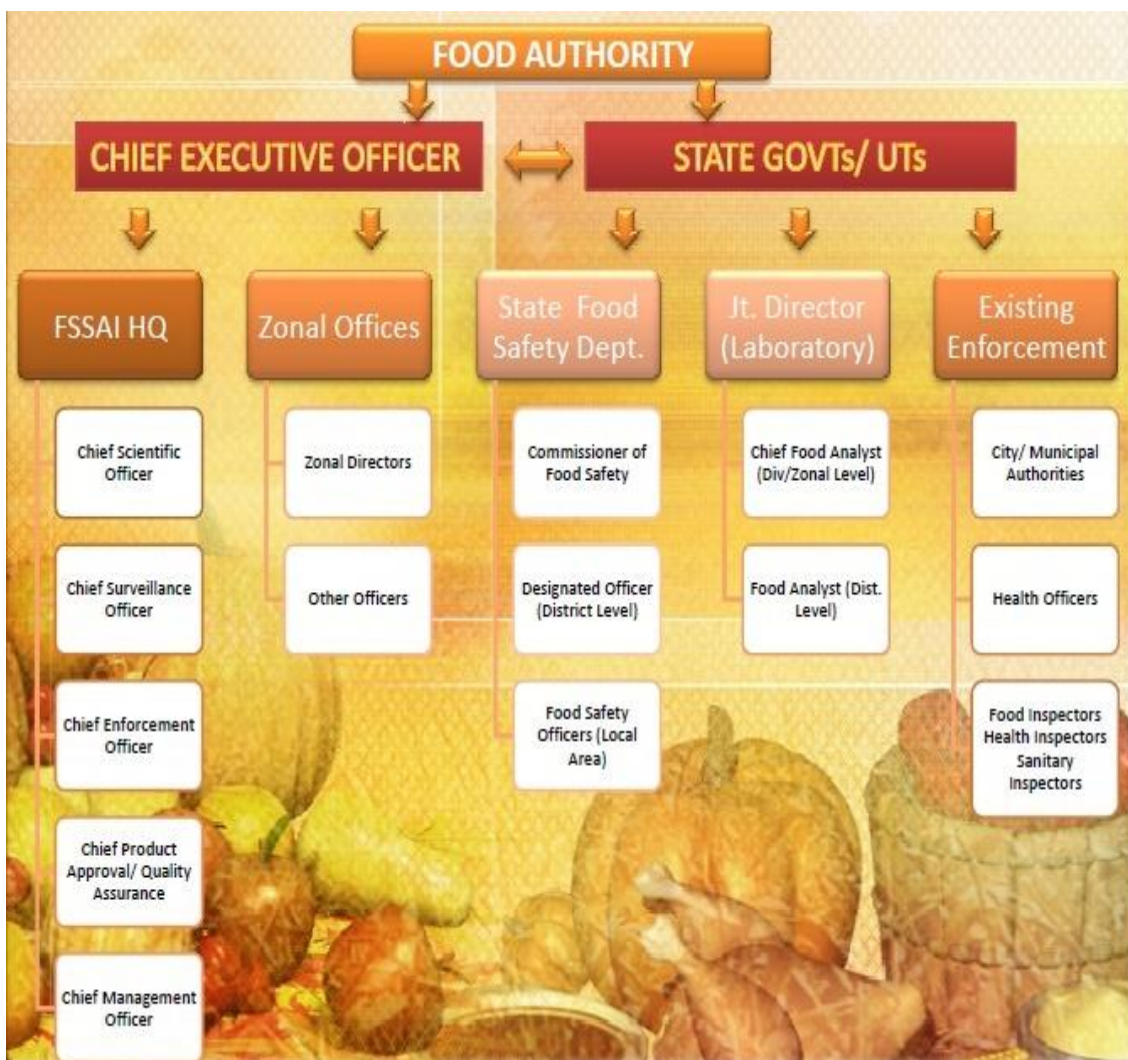 FOOD AUTHORITY
CHIEF EXECUTIVE OFFICER
STATE GOVTs/ UTs
FSSAI HQ
Chief Scientific
Officer
Chief Surveillance
Officer
Chief Enforcement
Officer
Chief Product
Approval/ Quality
Assurance
Chief Management
Officer
Zonal Offices
Zonal Directors
Other Officers
State Food
Safety Dept.
Commissioner of
Food Safety
Designated Officer
(District Level)
Food Safety
Officers (Local
Area)
Jt. Director
(Laboratory)
Chief Food Analyst
(Div/Zonal Level)
Food Analyst (Dist.
Level)
Existing
Enforcement
City/ Municipal
Authorities
Health Officers
Food Inspectors
Health Inspectors
Sanitary
Inspectors